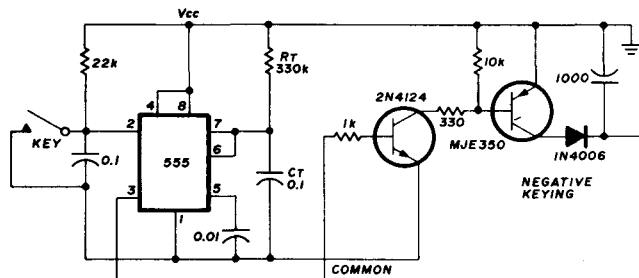 Vcc
22k
RT
330k
10k
1000
4
8
2N4124
KEY
2
7
330
1k
6
MJE350
1N4006
0.1
555
CT
0.1
3
5
NEGATIVE
KEYING
1
0.01
COMMON